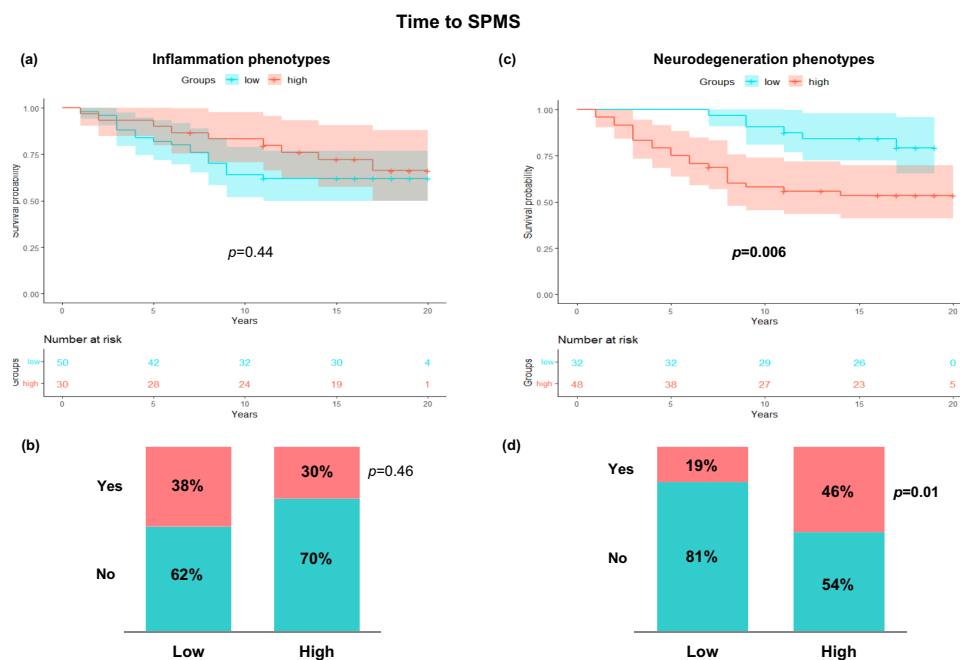 Time to SPMS
(a)
Inflammation phenotypes
Groups low high
1.00
0.75
0.50
0.25
0.00
Survival probability
p=0.44
0 5 10 15 20
Years
Number at risk
Groups
low 50 42 32 30 4
high 30 28 24 19 1
0 5 10 15 20
Years
(b)
Yes 38% 30% p=0.46
No 62% 70%
Low High
(c)
Neurodegeneration phenotypes
Groups low high
1.00
0.75
0.50
0.25
0.00
Survival probability
p=0.006
0 5 10 15 20
Years
Number at risk
Groups
low 32 32 29 26 0
high 48 38 27 23 5
0 5 10 15 20
Years
(d)
Yes 19% 46% p=0.01
No 81% 54%
Low High